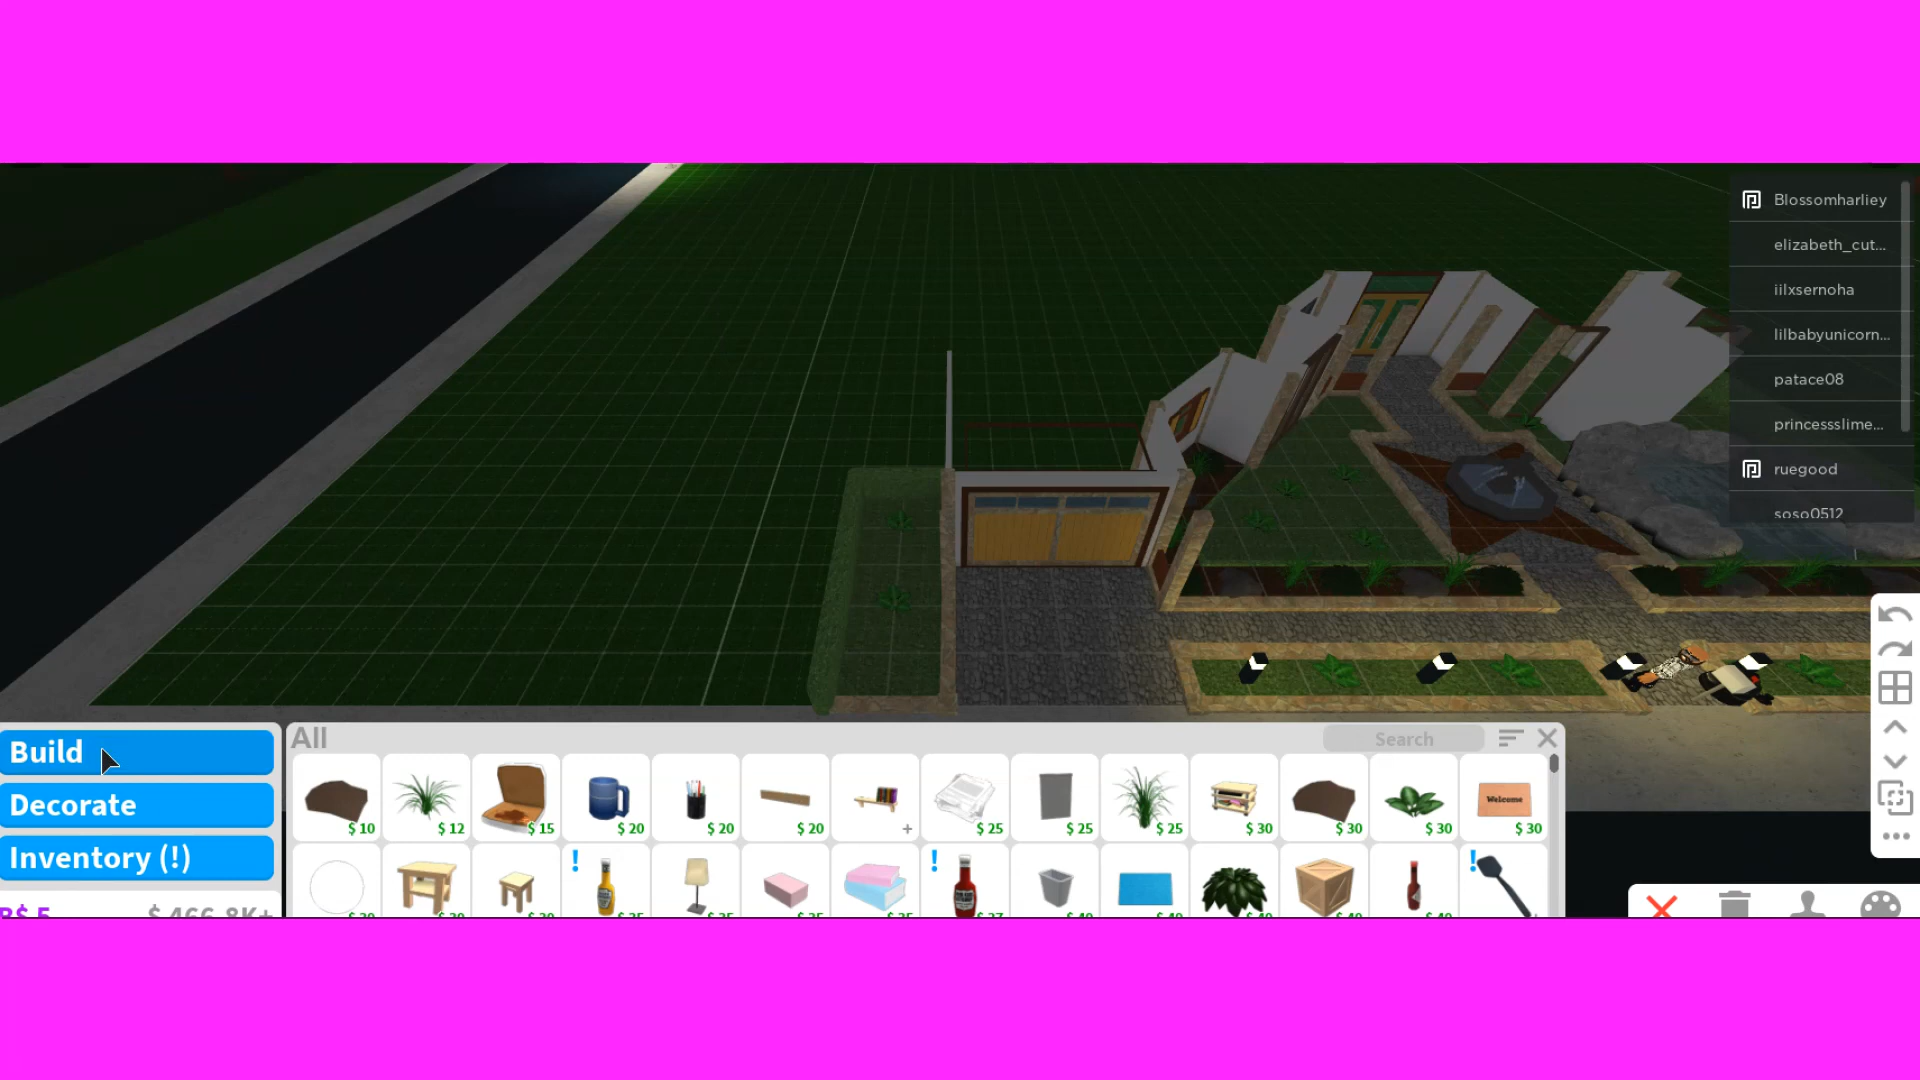 Blossomharliey
elizabeth_cut...
iilxsernoha
lilbabyunicorn...
patace08
princessslime...
ruegood
soso0512
Build
Decorate
Inventory (!)
All
Search
$ 10
$ 12
$ 15
$ 20
$ 20
$ 20
+
$ 25
$ 25
$ 25
$ 30
$ 30
$ 30
Welcome
$ 30
!
!
!